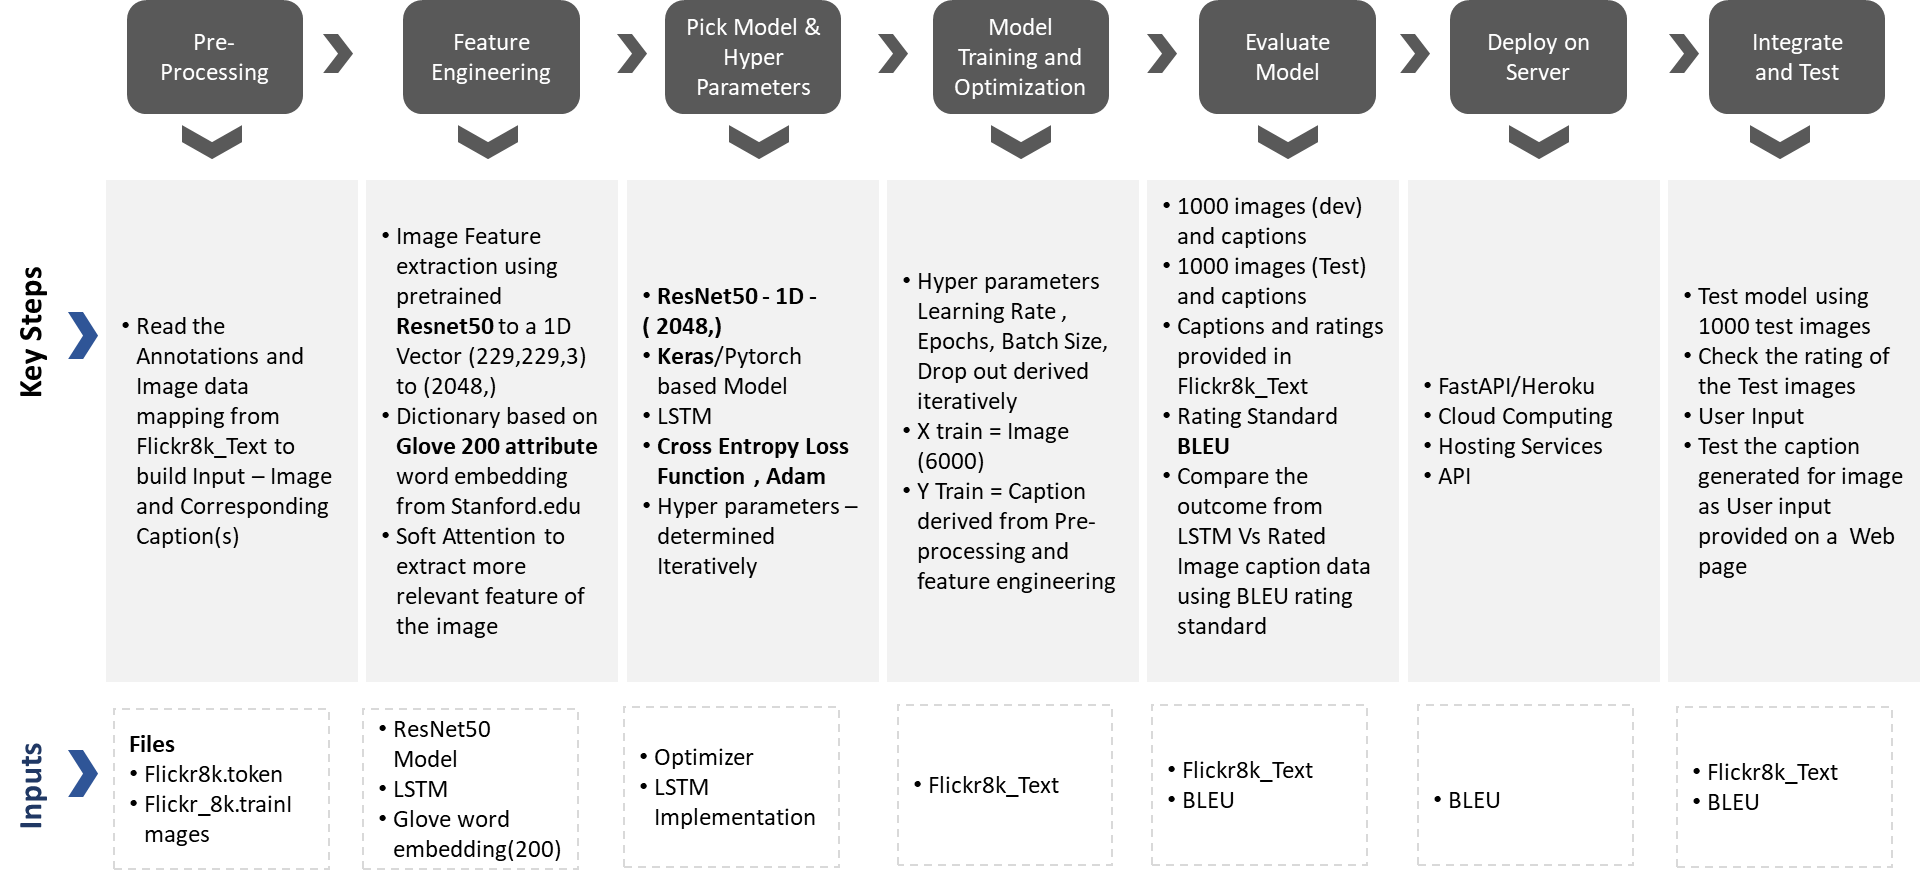 Pre-
Processing
Feature
Engineering
Pick Model &
Hyper
Parameters
Model
Training and
Optimization
Evaluate
Model
Deploy on
Server
Integrate
and Test
Key Steps
• Read the
Annotations and
Image data
mapping from
Flickr8k_Text to
build Input – Image
and Corresponding
Caption(s)
• Image Feature
extraction using
pretrained
Resnet50 to a 1D
Vector (229,229,3)
to (2048,)
• Dictionary based on
Glove 200 attribute
word embedding
from Stanford.edu
• Soft Attention to
extract more
relevant feature of
the image
• ResNet50 - 1D -
( 2048,)
• Keras/Pytorch
based Model
• LSTM
• Cross Entropy Loss
Function , Adam
• Hyper parameters –
determined
Iteratively
• Hyper parameters
Learning Rate ,
Epochs, Batch Size,
Drop out derived
iteratively
• X train = Image
(6000)
• Y Train = Caption
derived from Pre-
processing and
feature engineering
• 1000 images (dev)
and captions
• 1000 images (Test)
and captions
• Captions and ratings
provided in
Flickr8k_Text
• Rating Standard
BLEU
• Compare the
outcome from
LSTM Vs Rated
Image caption data
using BLEU rating
standard
• FastAPI/Heroku
• Cloud Computing
• Hosting Services
• API
• Test model using
1000 test images
• Check the rating of
the Test images
• User Input
• Test the caption
generated for image
as User input
provided on a Web
page
Inputs
Files
• Flickr8k.token
• Flickr_8k.trainI
mages
• ResNet50
Model
• LSTM
• Glove word
embedding(200)
• Optimizer
• LSTM
Implementation
• Flickr8k_Text
• Flickr8k_Text
• BLEU
• BLEU
• Flickr8k_Text
• BLEU